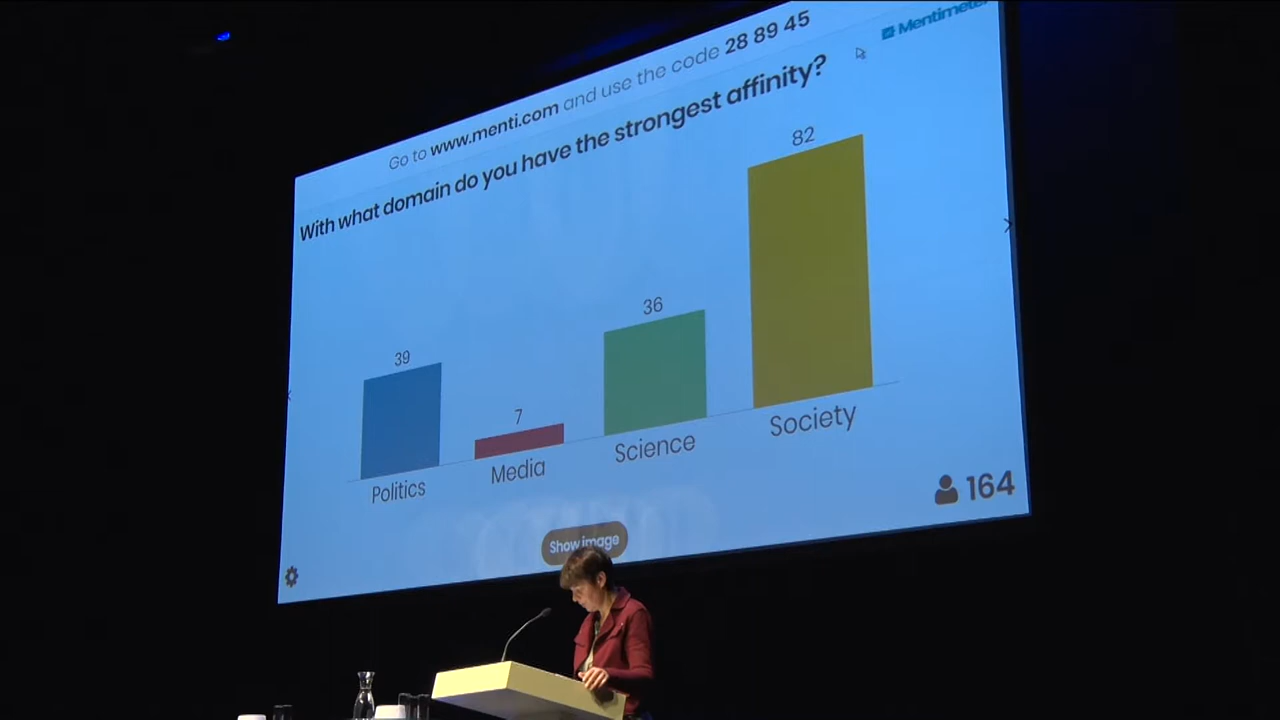 Go to www.menti.com and use the code 28 89 45
Mentimeter
With what domain do you have the strongest affinity?
82
36
39
7
Politics
Media
Science
Society
164
Show image